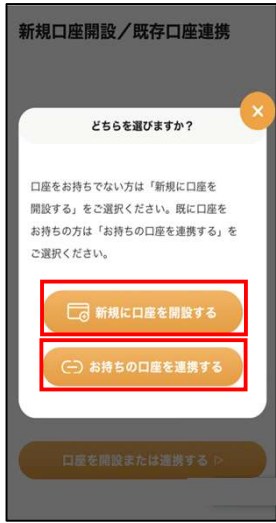 新規口座開設／既存口座連携
どちらを選びますか？
口座をお持ちでない方は「新規に口座を
開設する」をご選択ください。既に口座を
お持ちの方は「お持ちの口座を連携する」を
ご選択ください。
新規に口座を開設する
お持ちの口座を連携する
口座を開設または連携する ▷